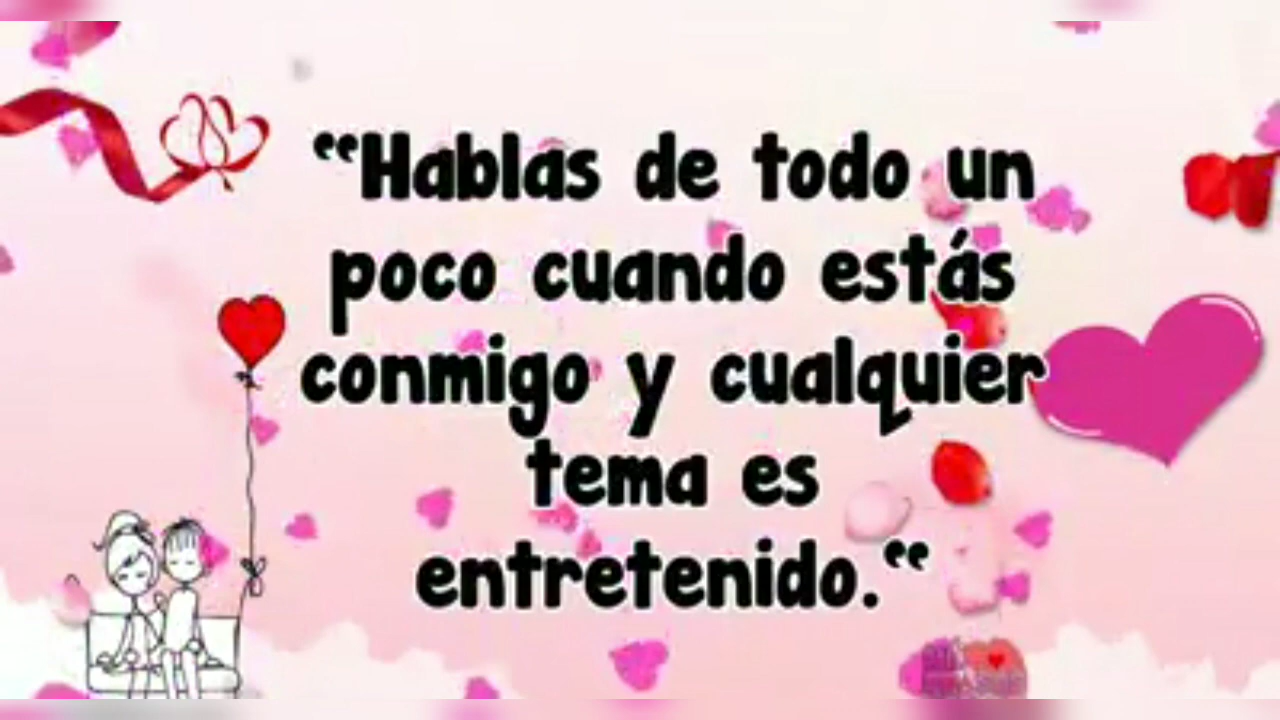 “Hablas de todo un
poco cuando estás
conmigo y cualquier
tema es
entretenido.“